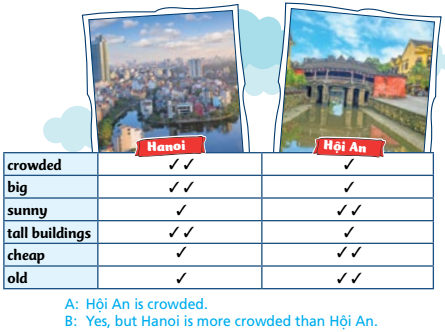 Hanoi Hội An
crowded ✓✓ ✓
big ✓✓ ✓
sunny ✓ ✓✓
tall buildings ✓✓ ✓
cheap ✓ ✓✓
old ✓ ✓✓
A: Hội An is crowded.
B: Yes, but Hanoi is more crowded than Hội An.